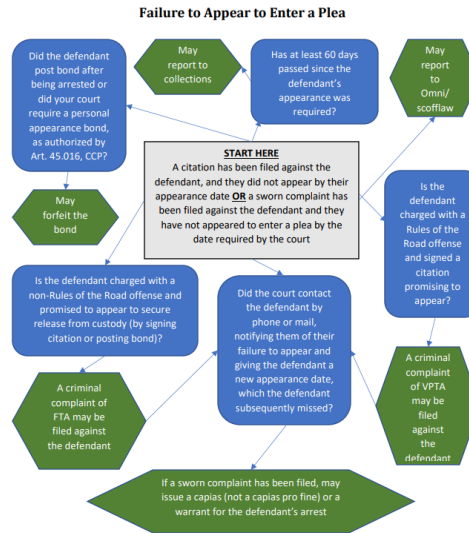 Failure to Appear to Enter a Plea
Did the defendant
post bond after
being arrested or
did your court
require a personal
appearance bond,
as authorized by
Art. 45.016, CCP?
May
report to
collections
Has at least 60 days
passed since the
defendant's
appearance was
required?
May
report
to
Omni/
scofflaw
START HERE
A citation has been filed against the
defendant, and they did not appear by their
appearance date OR a sworn complaint has
been filed against the defendant and they
have not appeared to enter a plea by the
date required by the court
May
forfeit the
bond
Is the
defendant
charged with a
Rules of the
Road offense
and signed a
citation
promising to
appear?
Is the defendant charged with a
non-Rules of the Road offense and
promised to appear to secure
release from custody (by signing
citation or posting bond)?
Did the court contact
the defendant by
phone or mail,
notifying them of their
failure to appear and
giving the defendant a
new appearance date,
which the defendant
subsequently missed?
A criminal
complaint of
FTA may be
filed against
the defendant
A criminal
complaint
of VPTA
may be
filed
against
the
defendant
If a sworn complaint has been filed, may
issue a capias (not a capias pro fine) or a
warrant for the defendant's arrest